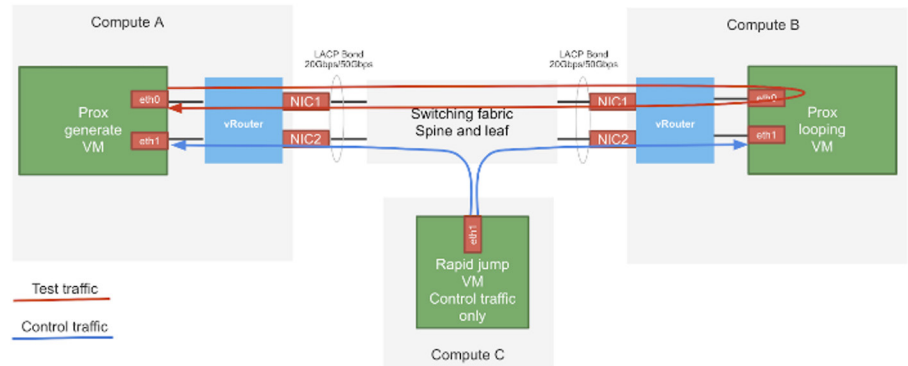 Compute A
Compute B
LACP Bond
20Gbps/50Gbps
LACP Bond
20Gbps/50Gbps
Prox
generate
VM
eth0
eth1
vRouter
NIC1
NIC2
Switching fabric
Spine and leaf
NIC1
NIC2
vRouter
eth0
eth1
Prox
looping
VM
eth1
Rapid jump
VM
Control traffic
only
Compute C
Test traffic
Control traffic